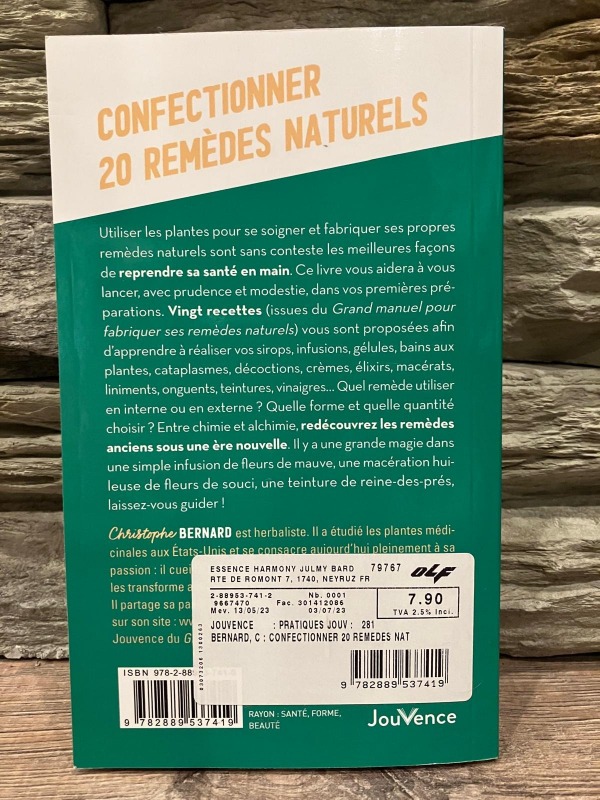 CONFECTIONNER
20 REMÈDES NATURELS
Utiliser les plantes pour se soigner et fabriquer ses propres
remèdes naturels sont sans conteste les meilleures façons
de reprendre sa santé en main. Ce livre vous aidera à vous
lancer, avec prudence et modestie, dans vos premières pré-
parations. Vingt recettes (issues du Grand manuel pour
fabriquer ses remèdes naturels) vous sont proposées afin
d'apprendre à réaliser vos sirops, infusions, gélules, bains aux
plantes, cataplasmes, décoctions, crèmes, élixirs, macérats,
liniments, onguents, teintures, vinaigres... Quel remède utiliser
en interne ou en externe ? Quelle forme et quelle quantité
choisir ? Entre chimie et alchimie, redécouvrez les remèdes
anciens sous une ère nouvelle. Il y a une grande magie dans
une simple infusion de fleurs de mauve, une macération hui-
leuse de fleurs de souci, une teinture de reine-des-prés,
laissez-vous guider !
Christophe BERNARD est herbaliste. Il a étudié les plantes médi-
cinales aux États-Unis et se consacre aujourd'hui pleinement à sa
passion : il cuei
les transforme a
Il partage sa pas
sur son site : ww
Jouvence du G
ESSENCE HARMONY JULMY BARD 79767 OLF
RTE DE ROMONT 7, 1740, NEYRUZ FR
2-88953-741-2 Nb. 0001
9667470 Fac. 301412086
Mev. 13/05/23 03/07/23
7.90
TVA 2.5% Incl.
JOUVENCE : PRATIQUES JOUV : 281
BERNARD, C : CONFECTIONNER 20 REMEDES NAT
9 782889 537419
ISBN 978-2-88
9 782889 537419
RAYON : SANTÉ, FORME,
BEAUTÉ
Jouvence